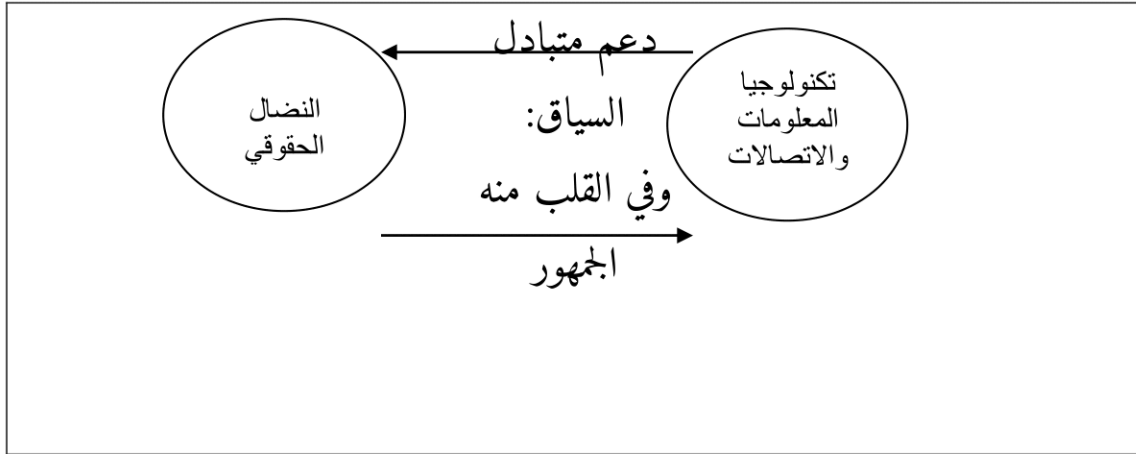 دعم متبادل
تكنولوجيا
المعلومات
والاتصالات
السياق:
وفي القلب منه
الجمهور
النضال
الحقوقي